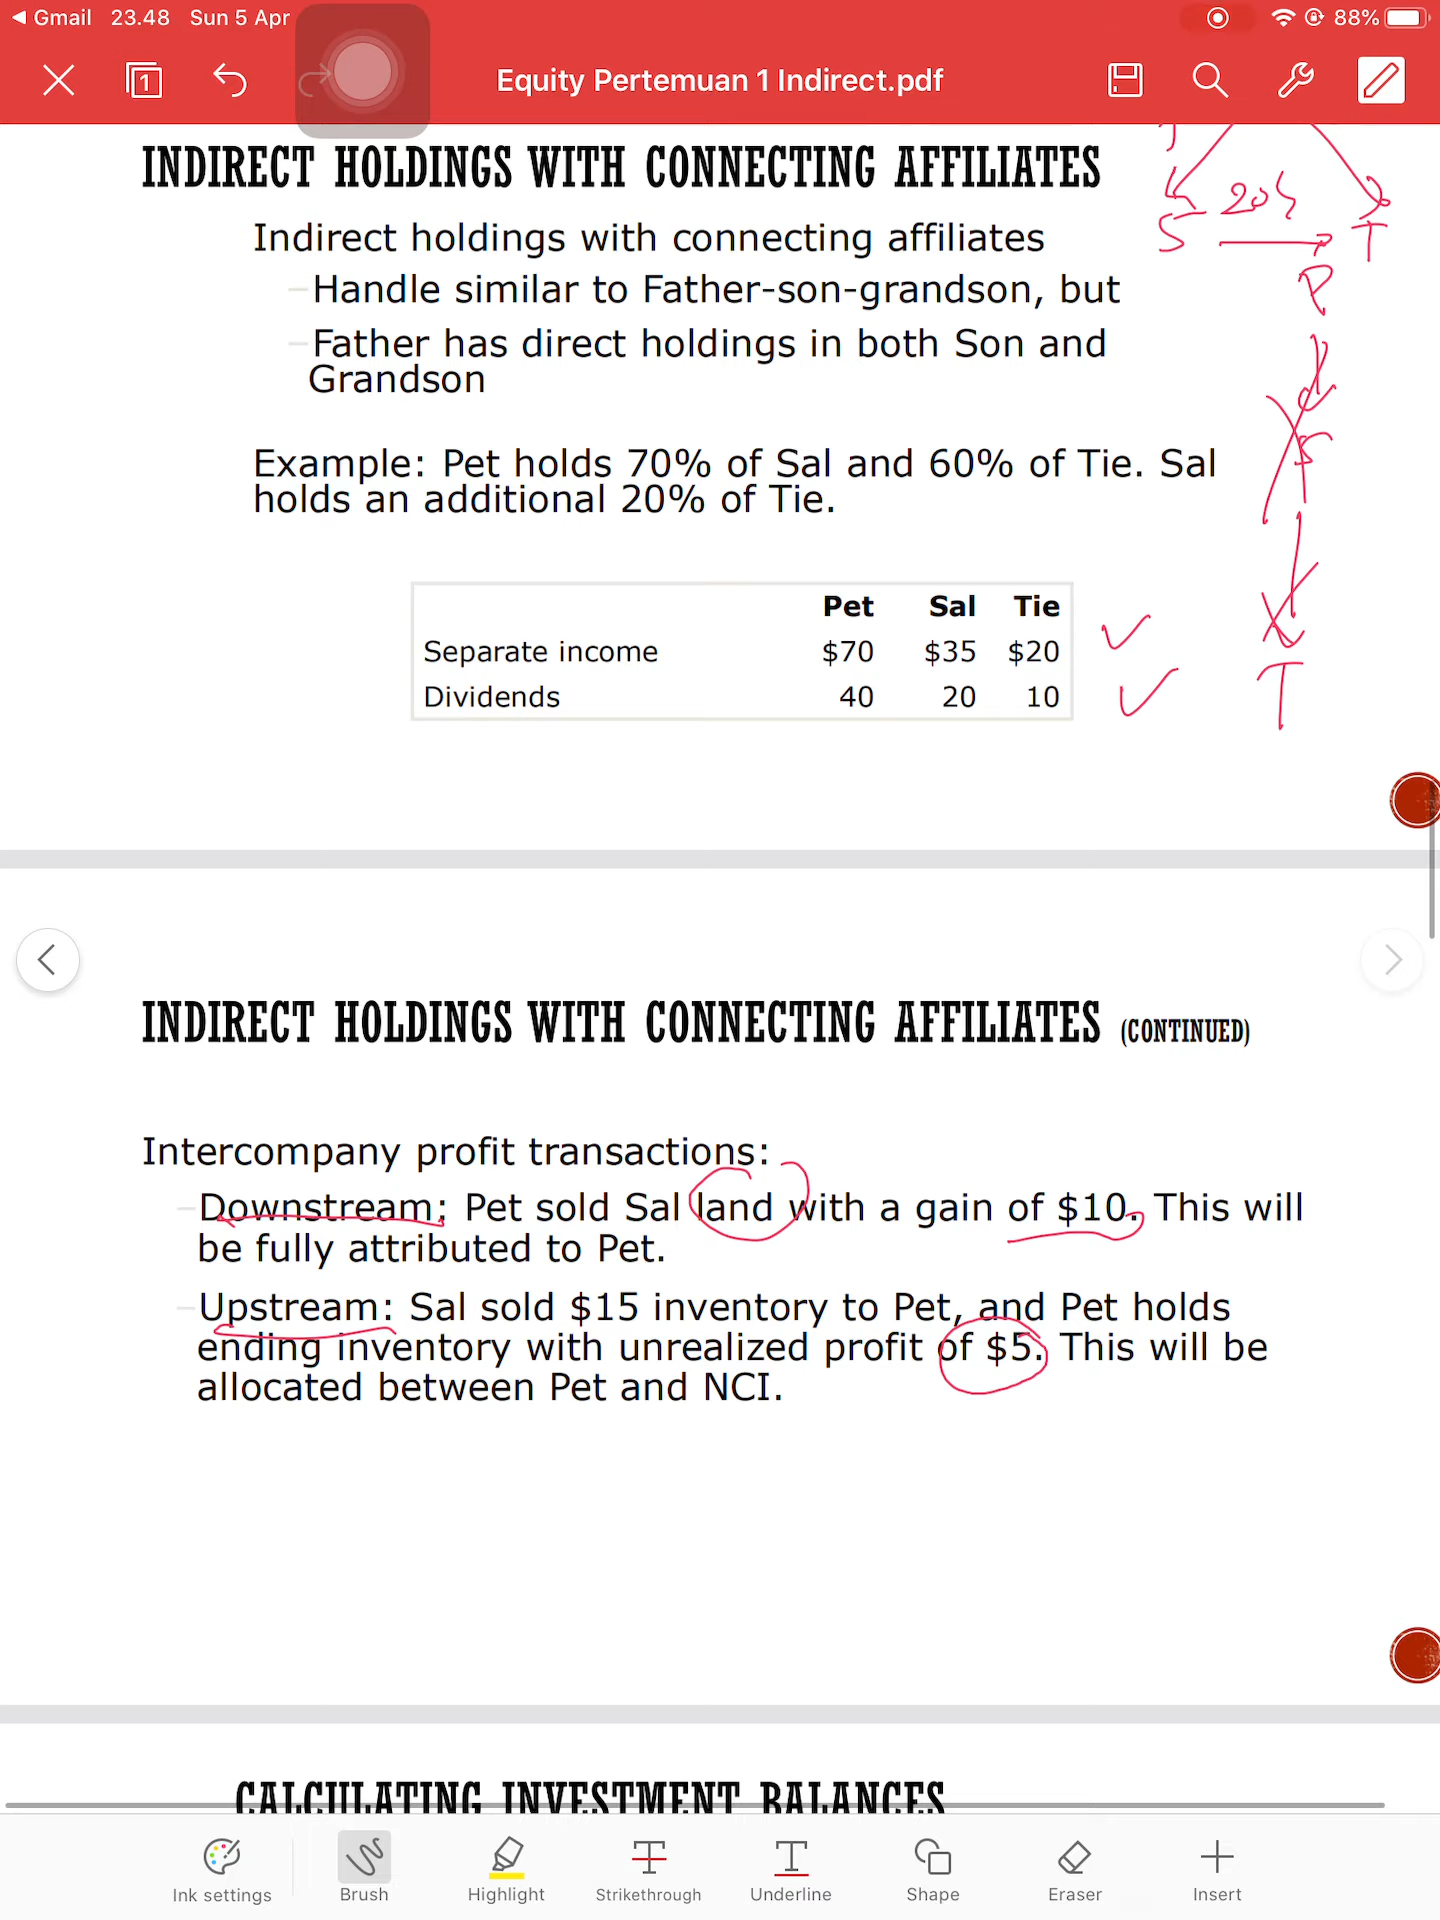 Gmail 23.48 Sun 5 Apr 88%
1 Equity Pertemuan 1 Indirect.pdf
INDIRECT HOLDINGS WITH CONNECTING AFFILIATES
20%
S T
Indirect holdings with connecting affiliates
P
–Handle similar to Father-son-grandson, but
–Father has direct holdings in both Son and
Grandson
Example: Pet holds 70% of Sal and 60% of Tie. Sal
holds an additional 20% of Tie.
Pet Sal Tie
Separate income $70 $35 $20
Dividends 40 20 10
T
INDIRECT HOLDINGS WITH CONNECTING AFFILIATES (CONTINUED)
Intercompany profit transactions:
–Downstream: Pet sold Sal land with a gain of $10. This will
be fully attributed to Pet.
–Upstream: Sal sold $15 inventory to Pet, and Pet holds
ending inventory with unrealized profit of $5. This will be
allocated between Pet and NCI.
CALCULATING INVESTMENT BALANCES
Ink settings Brush Highlight Strikethrough Underline Shape Eraser Insert